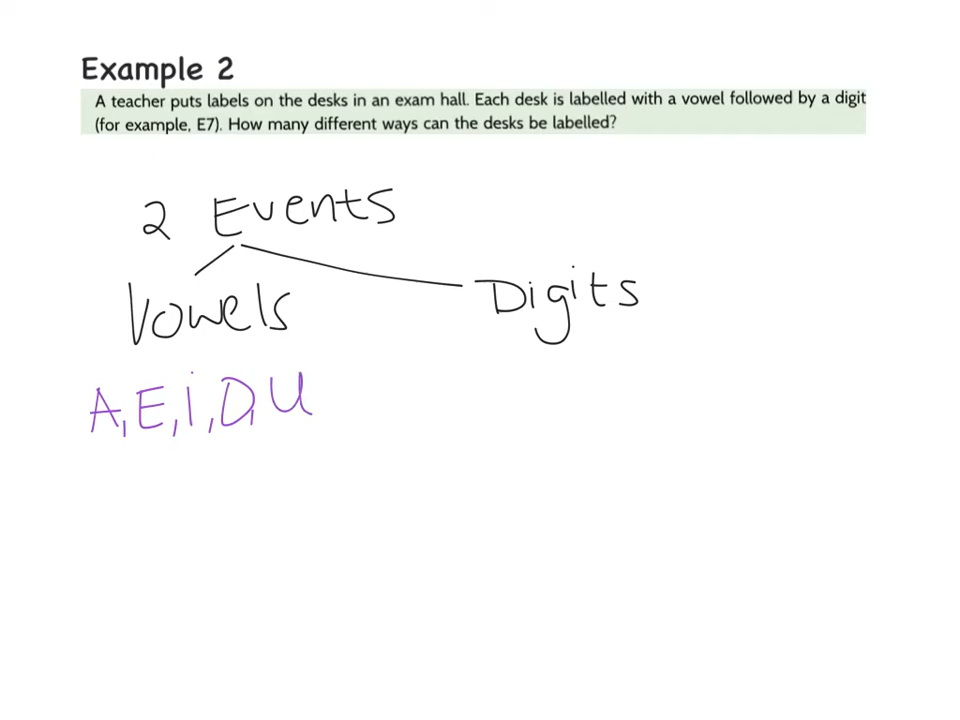 Example 2
A teacher puts labels on the desks in an exam hall. Each desk is labelled with a vowel followed by a digit
(for example, E7). How many different ways can the desks be labelled?
2 Events
Vowels Digits
A, E, i, O, U